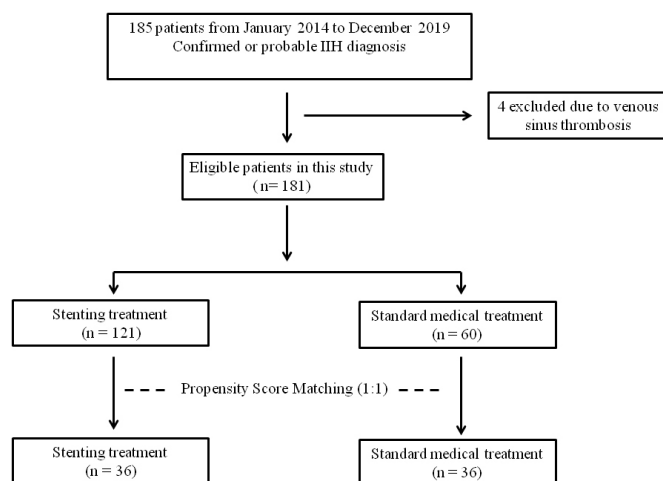 185 patients from January 2014 to December 2019
Confirmed or probable IIH diagnosis
4 excluded due to venous
sinus thrombosis
Eligible patients in this study
( n= 181)
Stenting treatment
(n = 121)
Standard medical treatment
(n = 60)
Propensity Score Matching (1:1)
Stenting treatment
(n = 36)
Standard medical treatment
(n = 36)